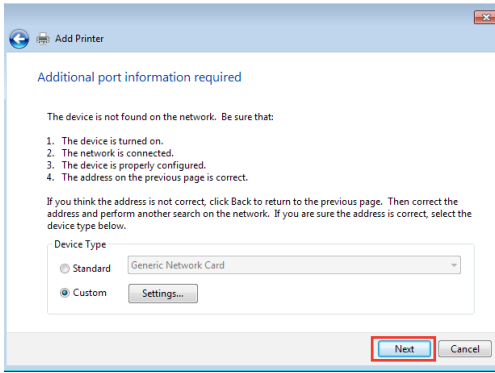 Add Printer
Additional port information required
The device is not found on the network. Be sure that:
1. The device is turned on.
2. The network is connected.
3. The device is properly configured.
4. The address on the previous page is correct.
If you think the address is not correct, click Back to return to the previous page. Then correct the
address and perform another search on the network. If you are sure the address is correct, select the
device type below.
Device Type
Standard Generic Network Card
Custom Settings...
Next Cancel